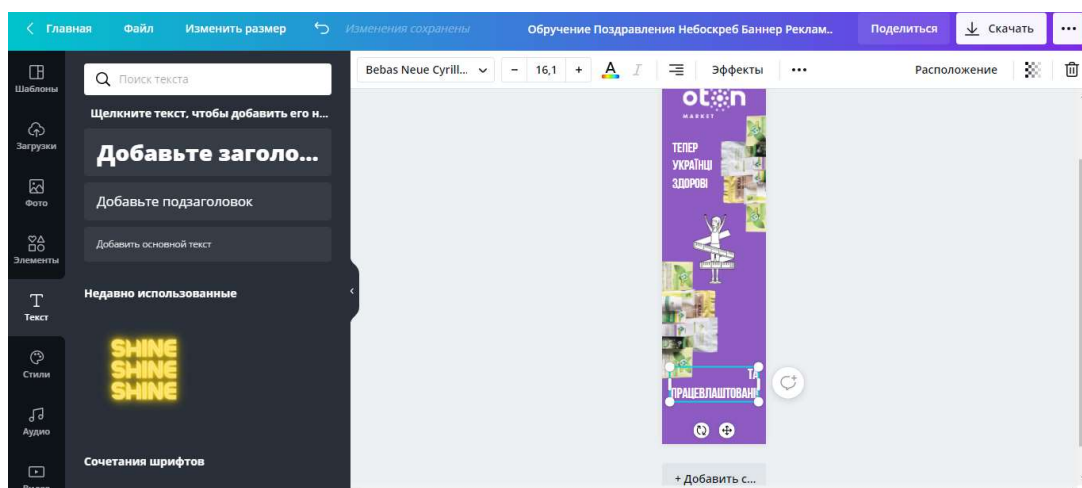 Главная Файл Изменить размер Изменения сохранены Обручение Поздравления Небоскреб Баннер Реклам.. Поделиться Скачать
Шаблоны
Загрузки
Фото
Элементы
Текст
Стили
Аудио
Видео
Поиск текста
Щелкните текст, чтобы добавить его н...
Добавьте заголо...
Добавьте подзаголовок
Добавить основной текст
Недавно использованные
SHINE
SHINE
SHINE
Сочетания шрифтов
Bebas Neue Cyrill... – 16,1 + A I Эффекты ••• Расположение
oton
MARKET
ТЕПЕР
УКРАЇНЦІ
ЗДОРОВІ
ТА
ПРАЦЕВЛАШТОВАНІ
+ Добавить с...